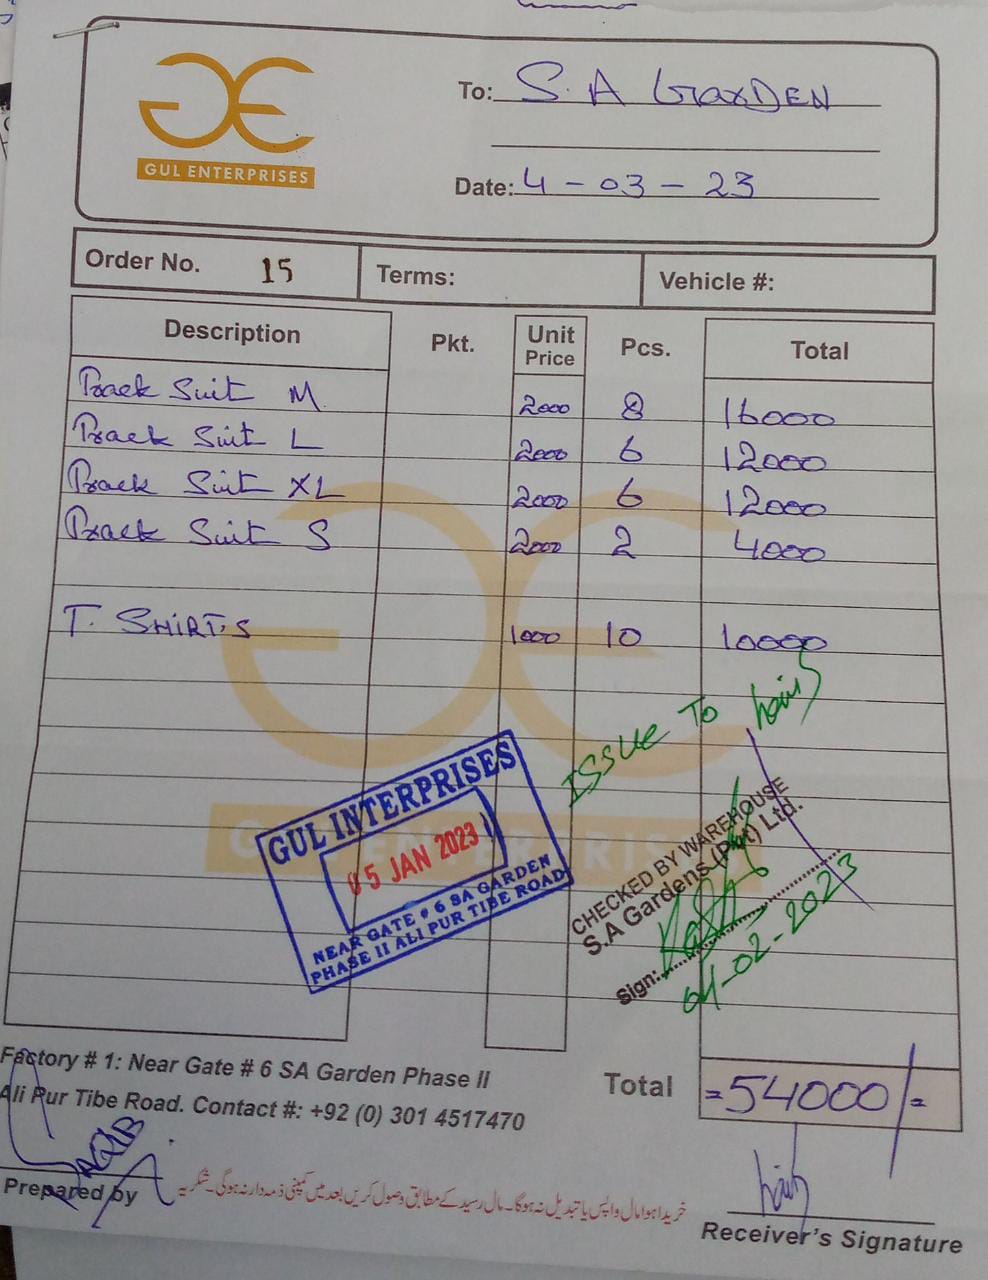 GUL ENTERPRISES
To: S. A GarDEN
Date: 4 - 03 - 23
Order No. 15 Terms: Vehicle #:
Description Pkt. Unit Price Pcs. Total
Track Suit M 2000 8 16000
Track Suit L 2000 6 12000
Track Suit XL 2000 6 12000
Track Suit S 2000 2 4000
T. SHIRT,S 1000 10 10000
ISSUE To
GUL ENTERPRISES
05 JAN 2023
NEAR GATE # 6 SA GARDEN
PHASE II ALI PUR TIBE ROAD
CHECKED BY WAREHOUSE
S.A Gardens (Pvt) Ltd.
Sign:
04-02-2023
GUL ENTERPRISES
Factory # 1: Near Gate # 6 SA Garden Phase II
Ali Pur Tibe Road. Contact #: +92 (0) 301 4517470
Total =54000/=
AQIB
Prepared by
خریدا ہوا مال واپس یا تبدیل نہ ہوگا۔ مال رسید کے مطابق وصول کریں بعد میں کمپنی ذمہ دار نہ ہوگی۔ شکریہ
Receiver's Signature